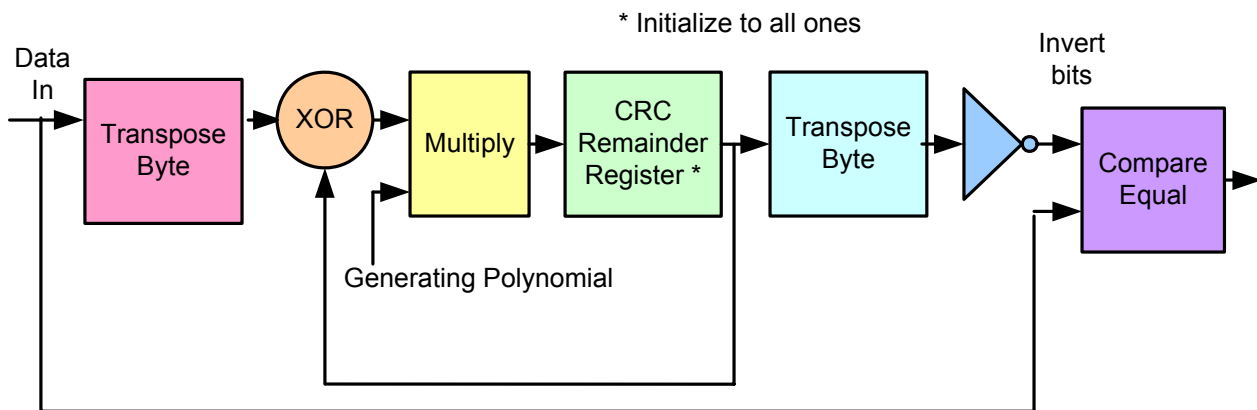 * Initialize to all ones
Data
In
Transpose
Byte
XOR
Multiply
CRC
Remainder
Register *
Transpose
Byte
Invert
bits
Compare
Equal
Generating Polynomial